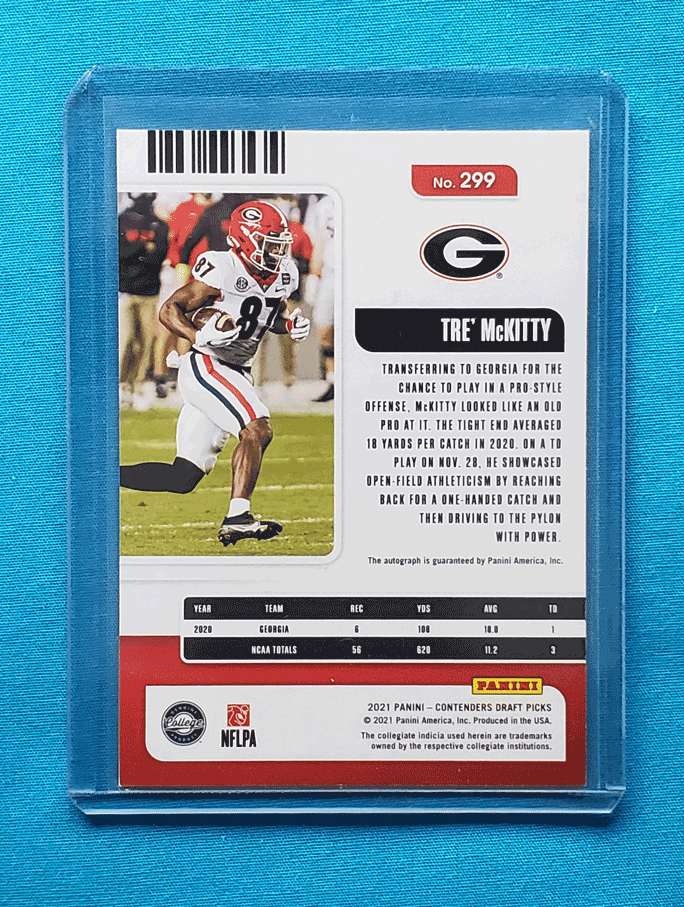 No. 299
G
TRE' McKITTY
TRANSFERRING TO GEORGIA FOR THE
CHANCE TO PLAY IN A PRO-STYLE
OFFENSE, McKITTY LOOKED LIKE AN OLD
PRO AT IT. THE TIGHT END AVERAGED
18 YARDS PER CATCH IN 2020. ON A TD
PLAY ON NOV. 28, HE SHOWCASED
OPEN-FIELD ATHLETICISM BY REACHING
BACK FOR A ONE-HANDED CATCH AND
THEN DRIVING TO THE PYLON
WITH POWER.
The autograph is guaranteed by Panini America, Inc.
87
87
YEAR TEAM REC YDS AVG TD
2020 GEORGIA 6 108 18.0 1
NCAA TOTALS 56 620 11.2 3
PANINI
College
NFLPA
2021 PANINI – CONTENDERS DRAFT PICKS
© 2021 Panini America, Inc. Produced in the USA.
The collegiate indicia used herein are trademarks
owned by the respective collegiate institutions.